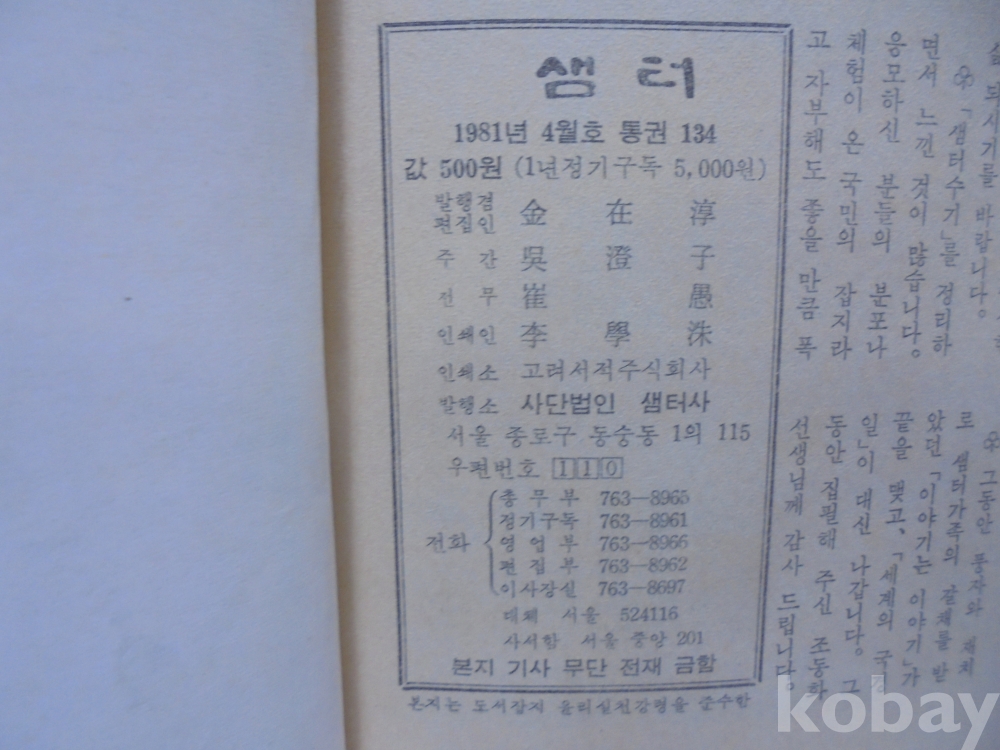 샘 터
1981년 4월호 통권 134
값 500원 (1년정기구독 5,000원)
발행겸
편집인 金 在 淳
주 간 吳 澄 子
전 무 崔 愚
인쇄인 李 學 洙
인쇄소 고려서적주식회사
발행소 사단법인 샘터사
서울 종로구 동숭동 1의 115
우편번호 110
전화
총 무 부 763—8965
정기구독 763—8961
영 업 부 763—8966
편 집 부 763—8962
이사장실 763—8697
대체 서울 524116
사서함 서울 중앙 201
본지 기사 무단 전재 금함
본지는 도서잡지 윤리실천강령을 준수함
되시기를 바랍니다.
「샘터수기」를 정리하
면서 느낀 것이 많습니다.
응모하신 분들의 분포나
체험이 온 국민의 잡지라
고 자부해도 좋을 만큼 폭
그동안 풍자와 재치
로 샘터가족의 갈채를 받
았던 「이야기는 이야기」가
끝을 맺고, 「세계의 국경
일」이 대신 나갑니다. 그
동안 집필해 주신 조동하
선생님께 감사 드립니다.
kobay